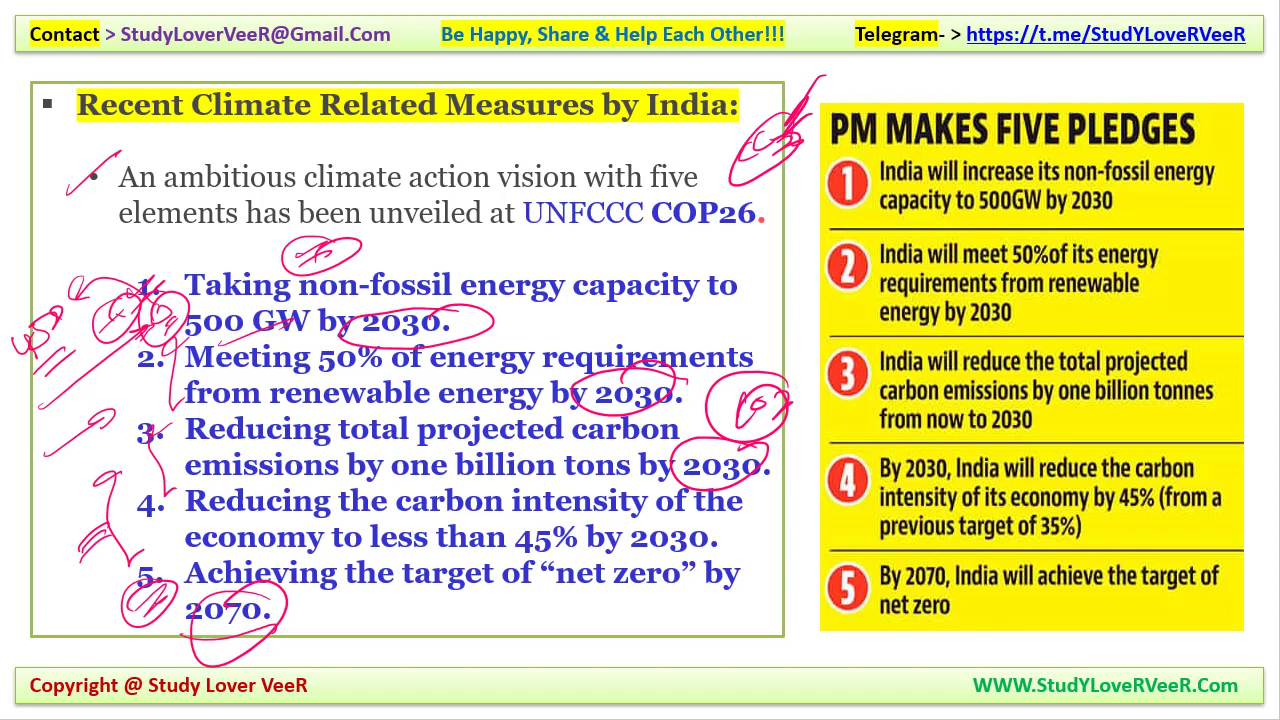 Contact > StudyLoverVeeR@Gmail.Com Be Happy, Share & Help Each Other!!! Telegram- > https://t.me/StudYLoveRVeeR
▪ Recent Climate Related Measures by India:
• An ambitious climate action vision with five
elements has been unveiled at UNFCCC COP26.
1. Taking non-fossil energy capacity to
500 GW by 2030.
2. Meeting 50% of energy requirements
from renewable energy by 2030.
3. Reducing total projected carbon
emissions by one billion tons by 2030.
4. Reducing the carbon intensity of the
economy to less than 45% by 2030.
5. Achieving the target of “net zero” by
2070.
PM MAKES FIVE PLEDGES
1 India will increase its non-fossil energy
capacity to 500GW by 2030
2 India will meet 50%of its energy
requirements from renewable
energy by 2030
3 India will reduce the total projected
carbon emissions by one billion tonnes
from now to 2030
4 By 2030, India will reduce the carbon
intensity of its economy by 45% (from a
previous target of 35%)
5 By 2070, India will achieve the target of
net zero
Copyright @ Study Lover VeeR WWW.StudYLoveRVeeR.Com